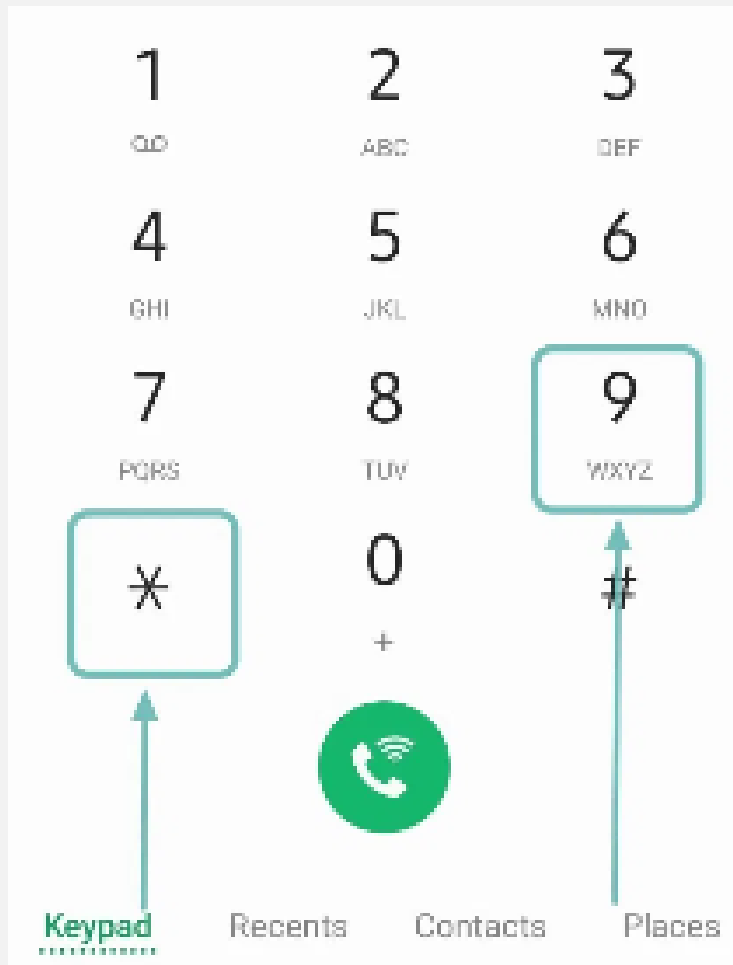 1 2 3
ABC DEF
4 5 6
GHI JKL MNO
7 8 9
PQRS TUV WXYZ
* 0 #
+
Keypad Recents Contacts Places